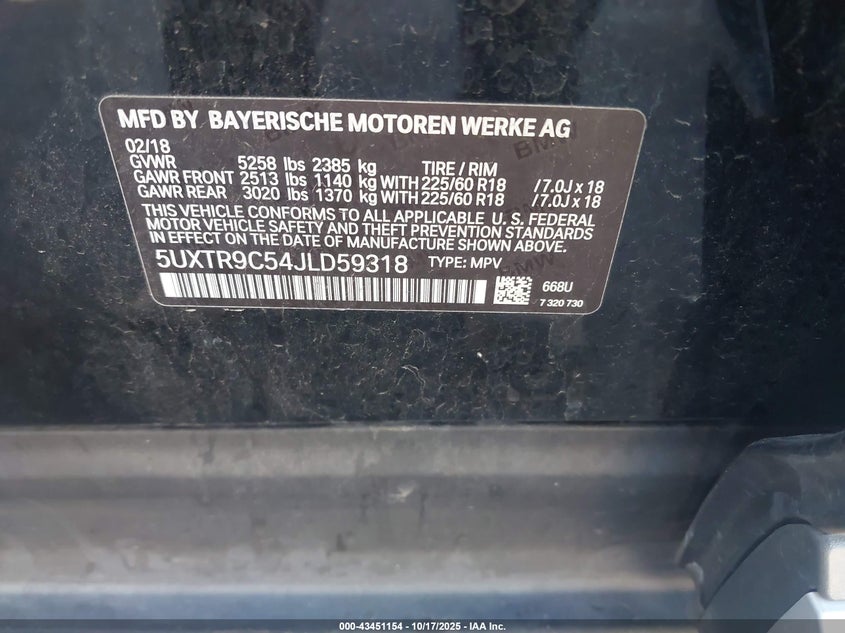 MFD BY BAYERISCHE MOTOREN WERKE AG
02/18
GVWR 5258 lbs 2385 kg TIRE / RIM
GAWR FRONT 2513 lbs 1140 kg WITH 225/60 R18 / 7.0J x 18
GAWR REAR 3020 lbs 1370 kg WITH 225/60 R18 / 7.0J x 18
THIS VEHICLE CONFORMS TO ALL APPLICABLE U. S. FEDERAL
MOTOR VEHICLE SAFETY AND THEFT PREVENTION STANDARDS
IN EFFECT ON THE DATE OF MANUFACTURE SHOWN ABOVE.
5UXTR9C54JLD59318 TYPE: MPV
668U
7 320 730
000-43451154 | 10/17/2025 - IAA Inc.